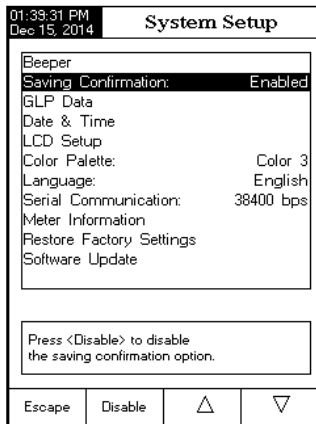 01:39:31 PM
Dec 15, 2014
System Setup
Beeper
Saving Confirmation: Enabled
GLP Data
Date & Time
LCD Setup
Color Palette: Color 3
Language: English
Serial Communication: 38400 bps
Meter Information
Restore Factory Settings
Software Update
Press <Disable> to disable
the saving confirmation option.
Escape Disable △ ▽